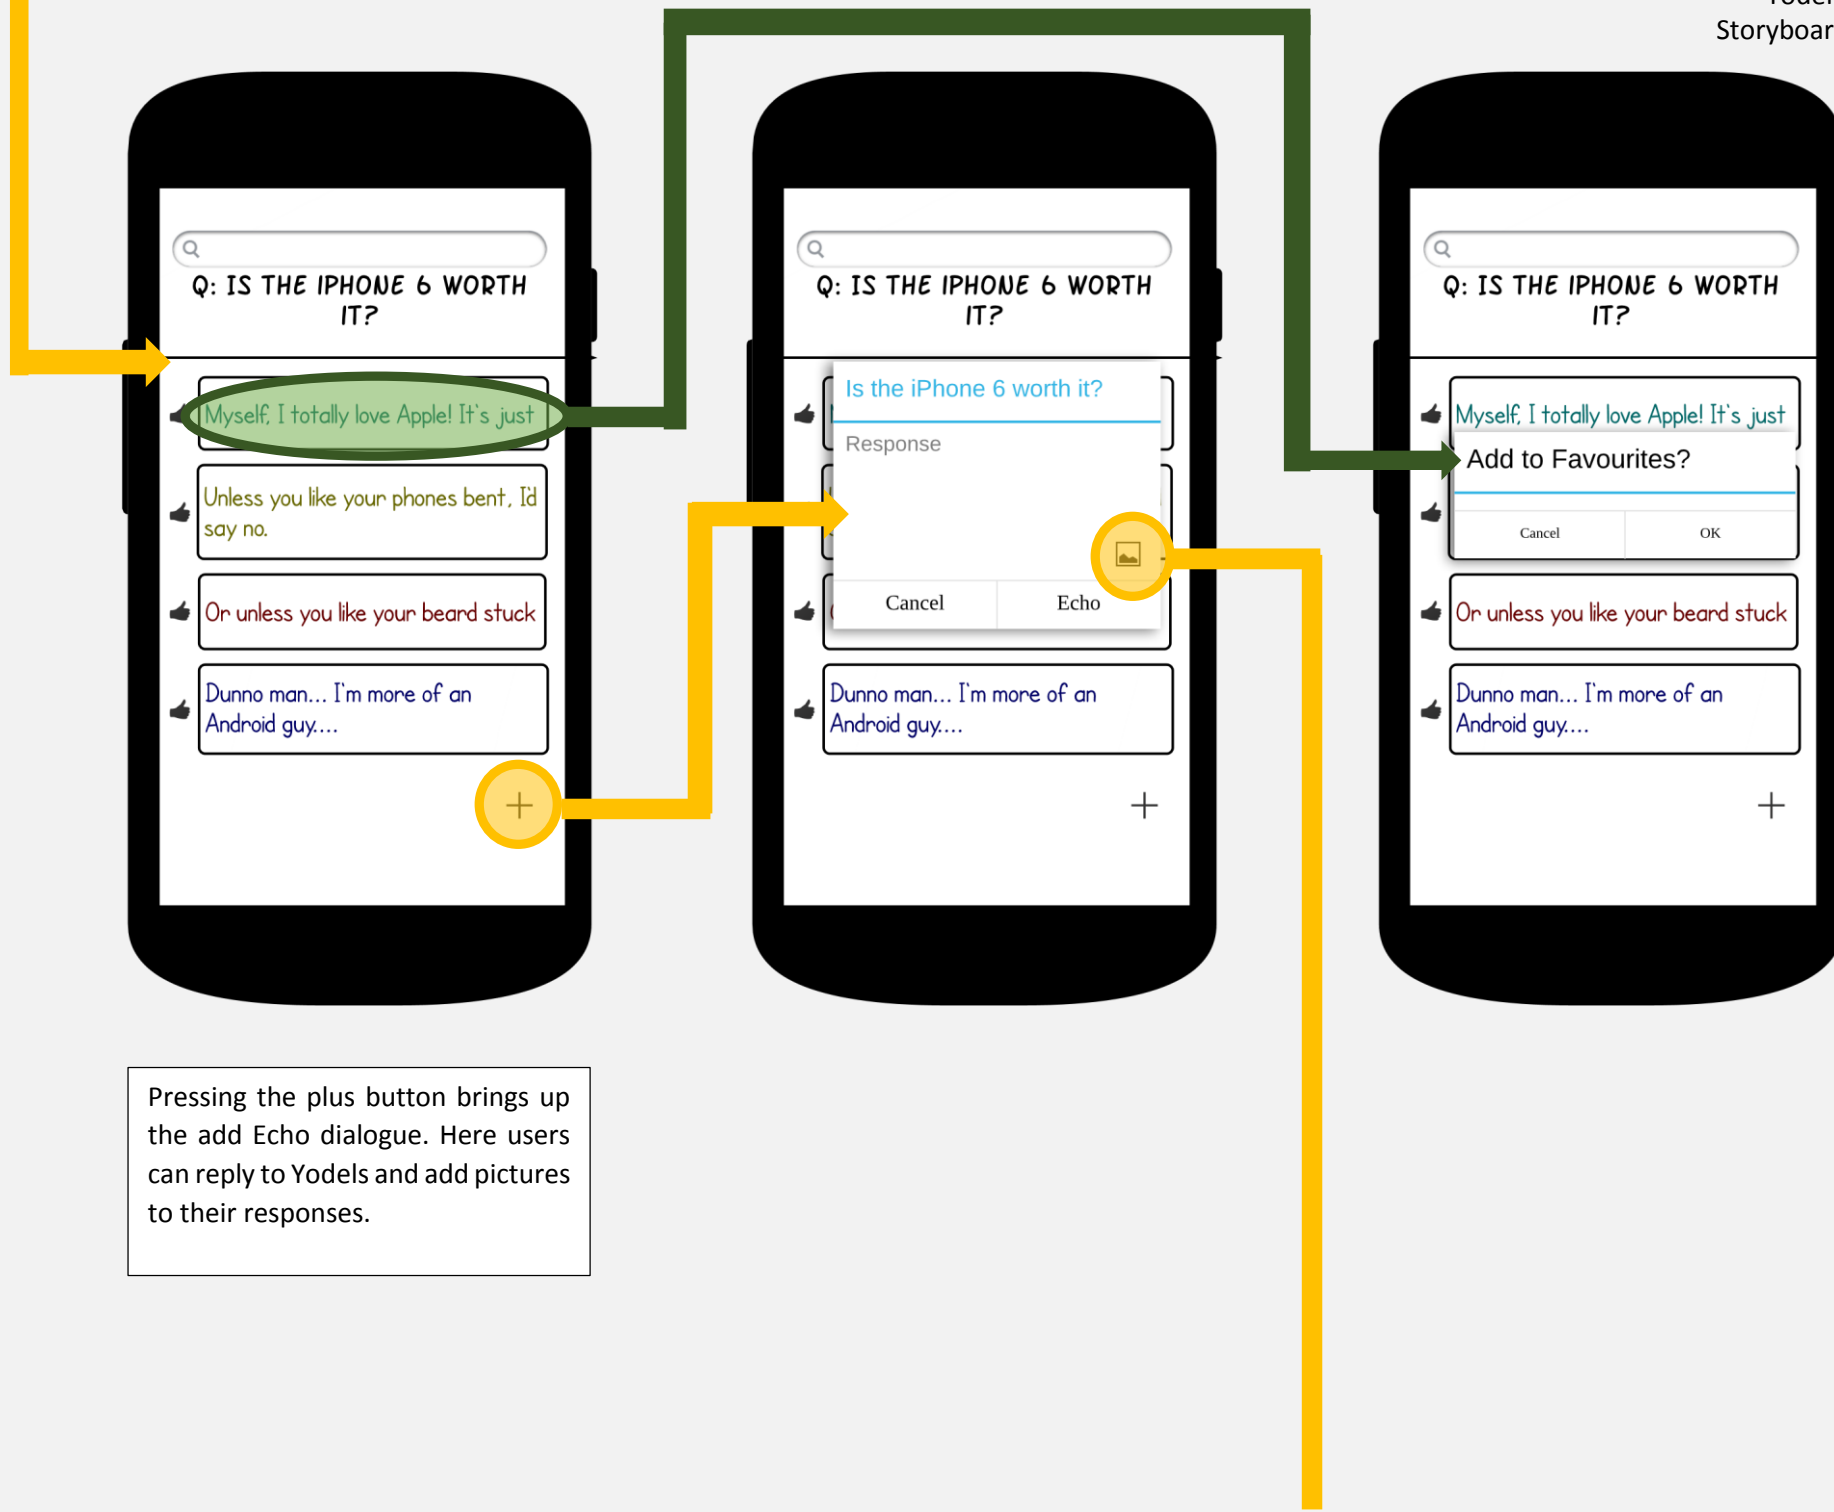 Storyboar
Q: IS THE IPHONE 6 WORTH
IT?
Myself, I totally love Apple! It's just
Unless you like your phones bent, I'd
say no.
Or unless you like your beard stuck
Dunno man... I'm more of an
Android guy....
Q: IS THE IPHONE 6 WORTH
IT?
Is the iPhone 6 worth it?
Response
Cancel
Echo
Dunno man... I'm more of an
Android guy....
Q: IS THE IPHONE 6 WORTH
IT?
Myself, I totally love Apple! It's just
Add to Favourites?
Cancel
OK
Or unless you like your beard stuck
Dunno man... I'm more of an
Android guy....
Pressing the plus button brings up
the add Echo dialogue. Here users
can reply to Yodels and add pictures
to their responses.